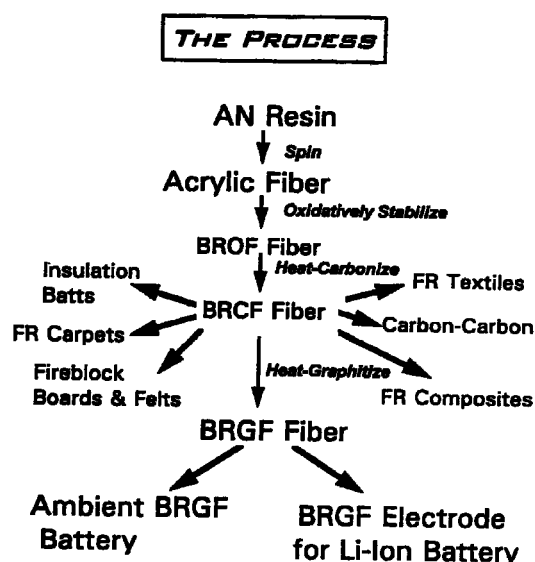 THE PROCESS
AN Resin
Spin
Acrylic Fiber
Oxidatively Stabilize
BROF Fiber
Heat-Carbonize
Insulation
Batts
FR Textiles
BRCF Fiber
FR Carpets
Carbon-Carbon
Fireblock
Boards & Felts
Heat-Graphitize
FR Composites
BRGF Fiber
Ambient BRGF
Battery
BRGF Electrode
for Li-Ion Battery